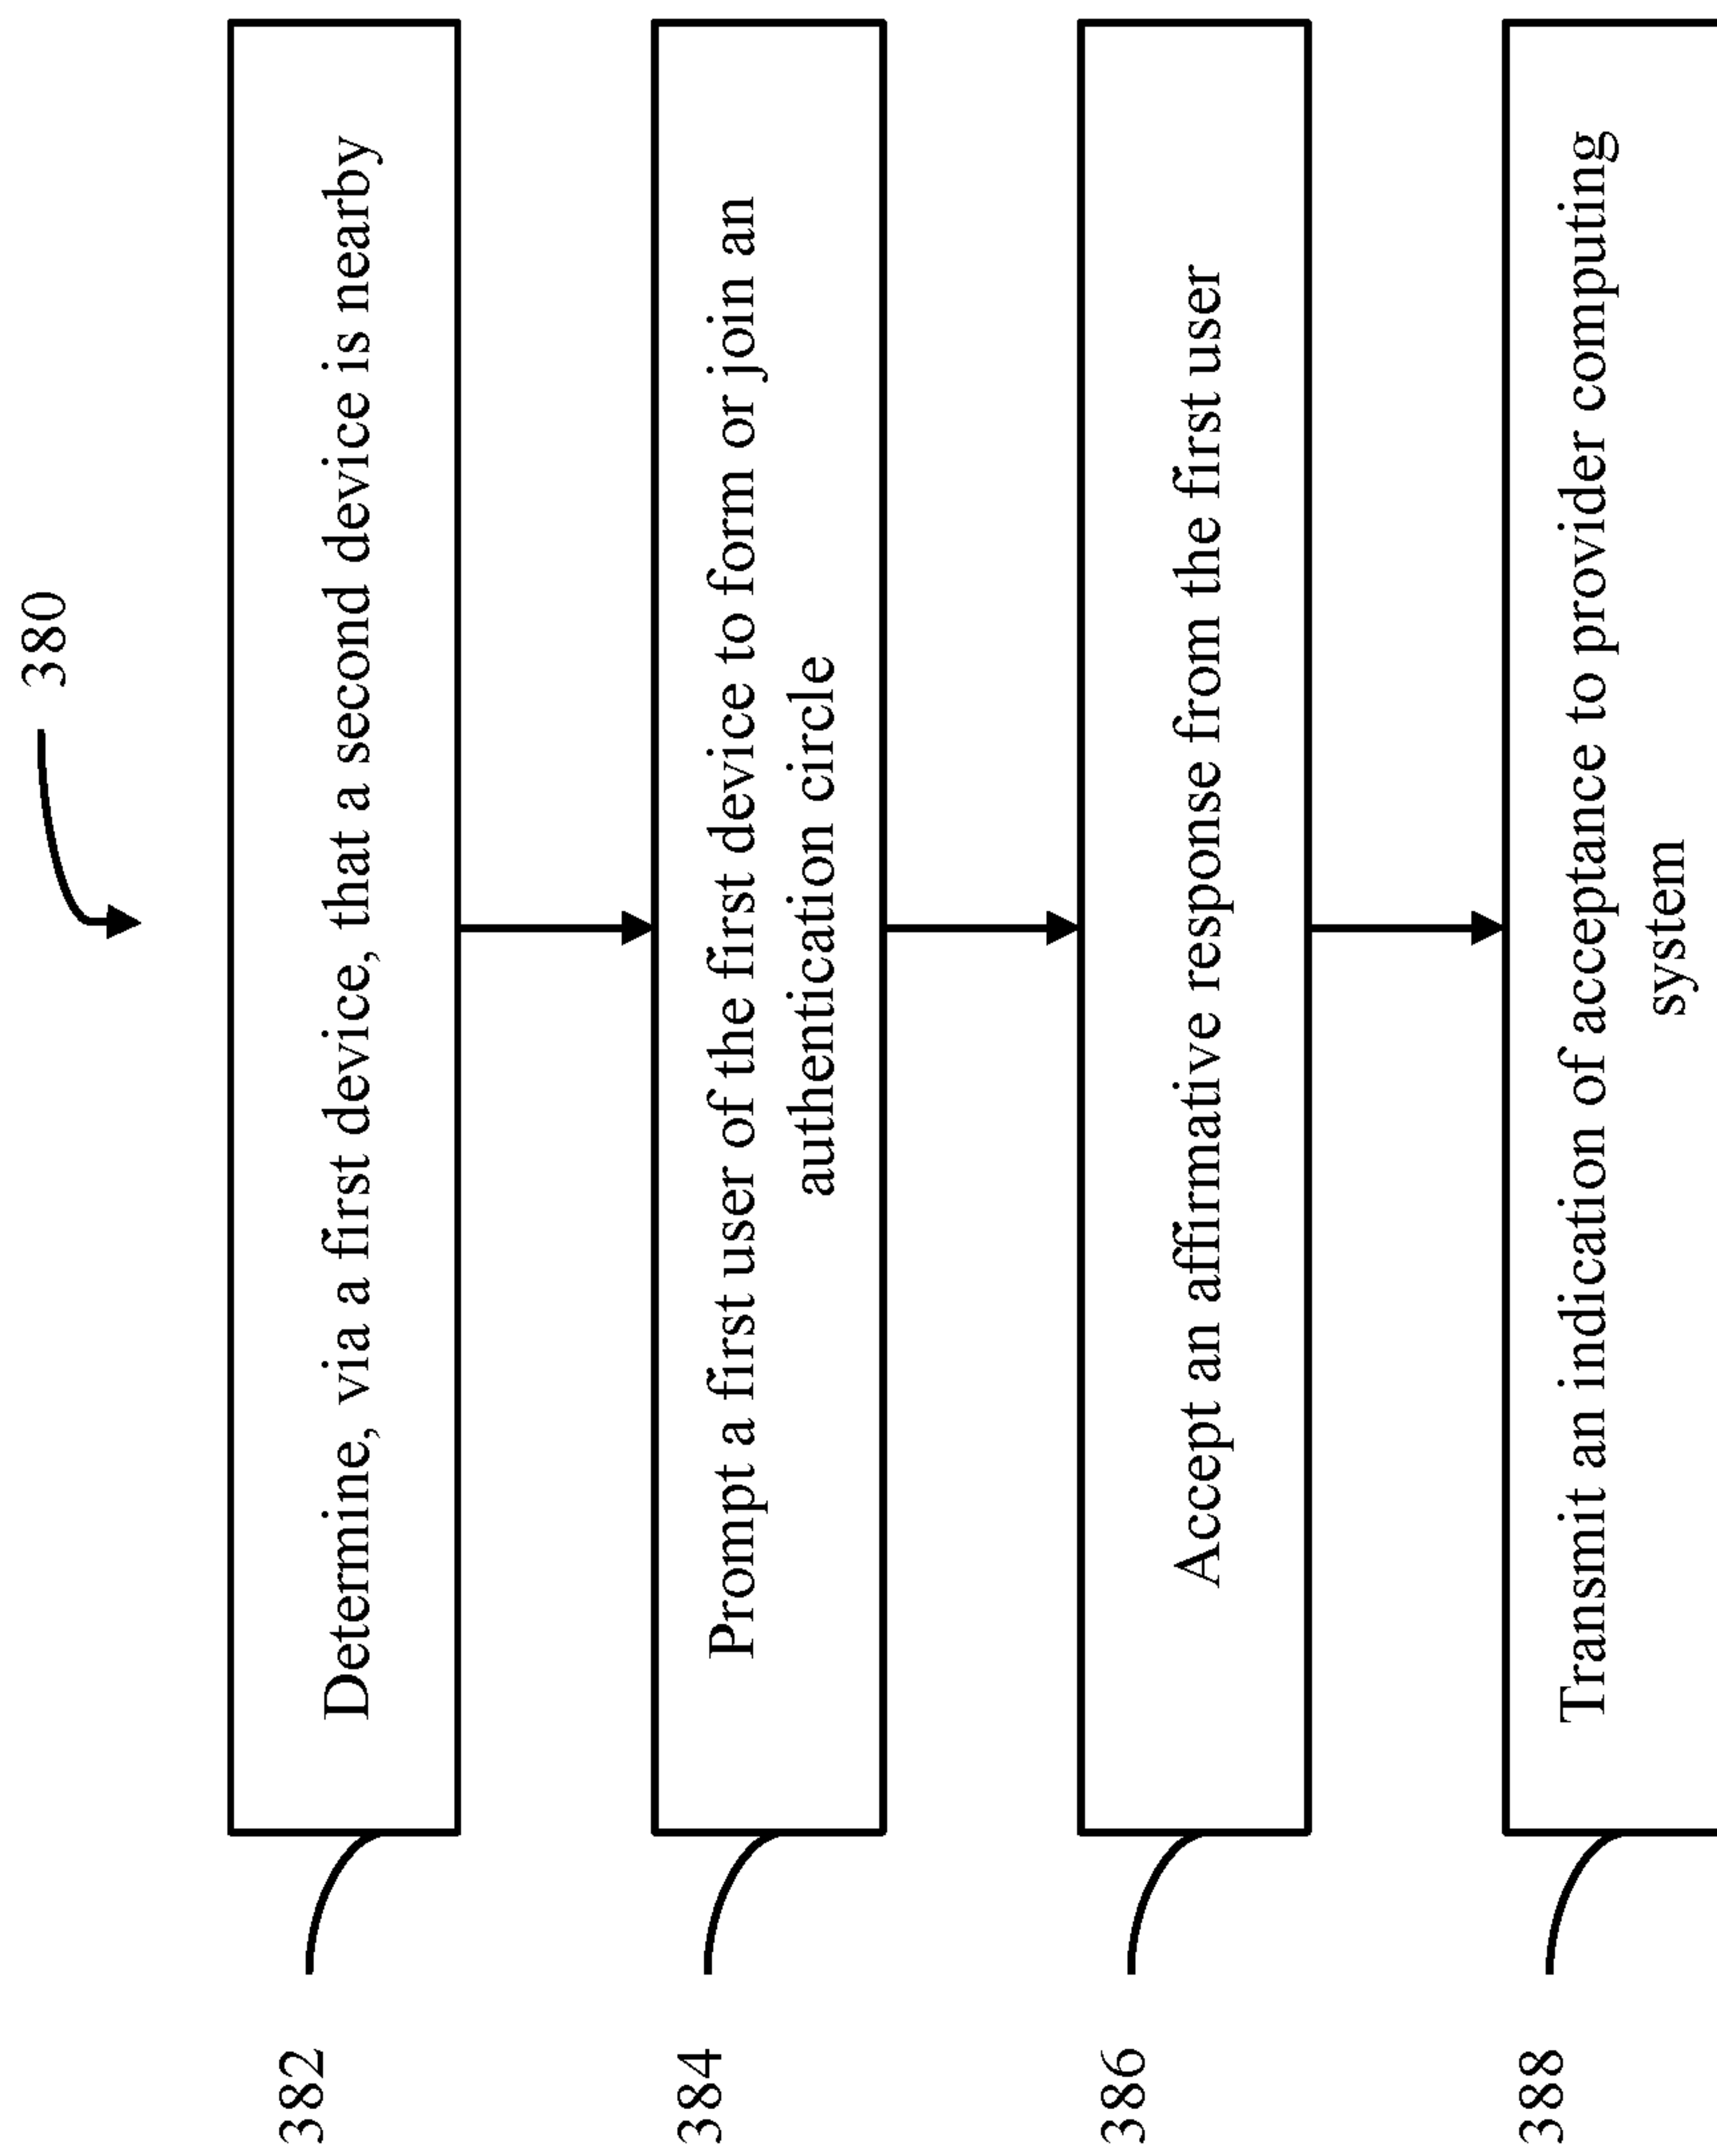 380
382
Determine, via a first device, that a second device is nearby
384
Prompt a first user of the first device to form or join an
authentication circle
386
Accept an affirmative response from the first user
388
Transmit an indication of acceptance to provider computing
system